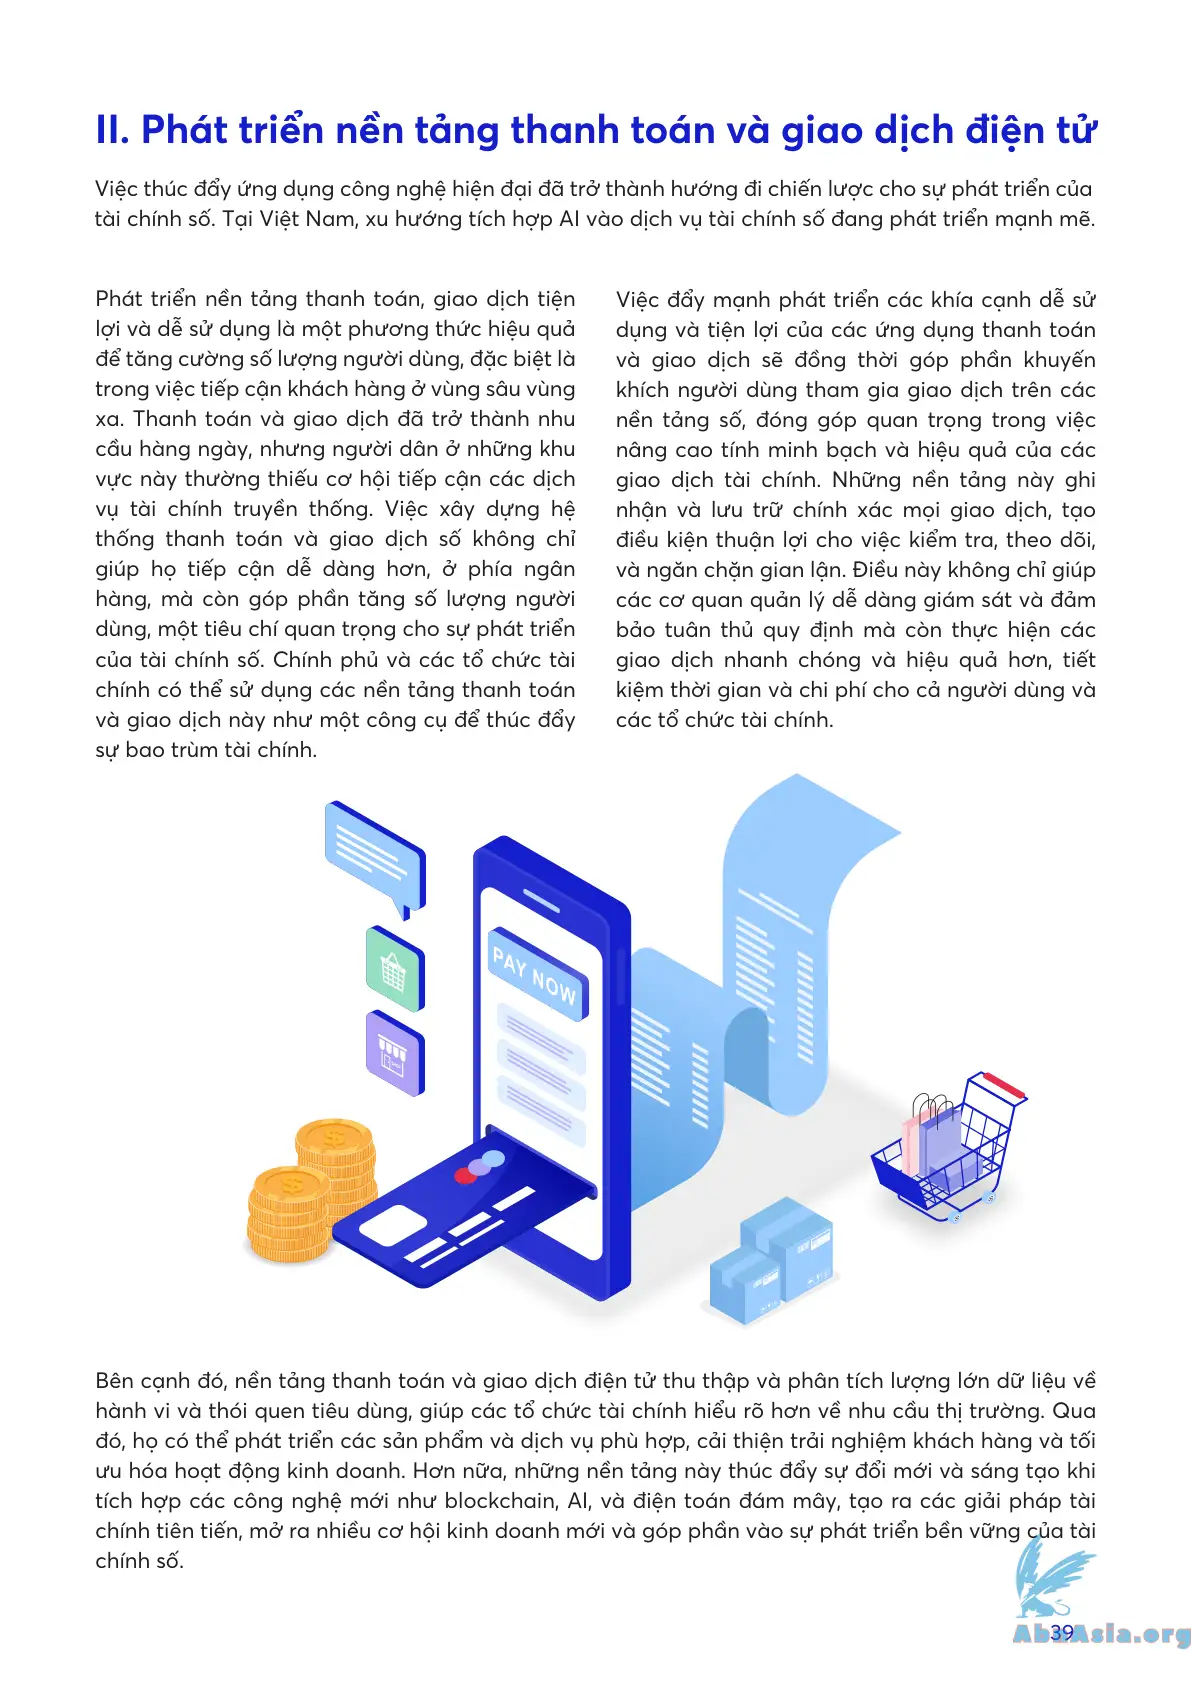 II. Phát triển nền tảng thanh toán và giao dịch điện tử
Việc thúc đẩy ứng dụng công nghệ hiện đại đã trở thành hướng đi chiến lược cho sự phát triển của
tài chính số. Tại Việt Nam, xu hướng tích hợp AI vào dịch vụ tài chính số đang phát triển mạnh mẽ.
Phát triển nền tảng thanh toán, giao dịch tiện
lợi và dễ sử dụng là một phương thức hiệu quả
để tăng cường số lượng người dùng, đặc biệt là
trong việc tiếp cận khách hàng ở vùng sâu vùng
xa. Thanh toán và giao dịch đã trở thành nhu
cầu hàng ngày, nhưng người dân ở những khu
vực này thường thiếu cơ hội tiếp cận các dịch
vụ tài chính truyền thống. Việc xây dựng hệ
thống thanh toán và giao dịch số không chỉ
giúp họ tiếp cận dễ dàng hơn, ở phía ngân
hàng, mà còn góp phần tăng số lượng người
dùng, một tiêu chí quan trọng cho sự phát triển
của tài chính số. Chính phủ và các tổ chức tài
chính có thể sử dụng các nền tảng thanh toán
và giao dịch này như một công cụ để thúc đẩy
sự bao trùm tài chính.
Việc đẩy mạnh phát triển các khía cạnh dễ sử
dụng và tiện lợi của các ứng dụng thanh toán
và giao dịch sẽ đồng thời góp phần khuyến
khích người dùng tham gia giao dịch trên các
nền tảng số, đóng góp quan trọng trong việc
nâng cao tính minh bạch và hiệu quả của các
giao dịch tài chính. Những nền tảng này ghi
nhận và lưu trữ chính xác mọi giao dịch, tạo
điều kiện thuận lợi cho việc kiểm tra, theo dõi,
và ngăn chặn gian lận. Điều này không chỉ giúp
các cơ quan quản lý dễ dàng giám sát và đảm
bảo tuân thủ quy định mà còn thực hiện các
giao dịch nhanh chóng và hiệu quả hơn, tiết
kiệm thời gian và chi phí cho cả người dùng và
các tổ chức tài chính.
PAY NOW
Bên cạnh đó, nền tảng thanh toán và giao dịch điện tử thu thập và phân tích lượng lớn dữ liệu về
hành vi và thói quen tiêu dùng, giúp các tổ chức tài chính hiểu rõ hơn về nhu cầu thị trường. Qua
đó, họ có thể phát triển các sản phẩm và dịch vụ phù hợp, cải thiện trải nghiệm khách hàng và tối
ưu hóa hoạt động kinh doanh. Hơn nữa, những nền tảng này thúc đẩy sự đổi mới và sáng tạo khi
tích hợp các công nghệ mới như blockchain, AI, và điện toán đám mây, tạo ra các giải pháp tài
chính tiên tiến, mở ra nhiều cơ hội kinh doanh mới và góp phần vào sự phát triển bền vững của tài
chính số.
39